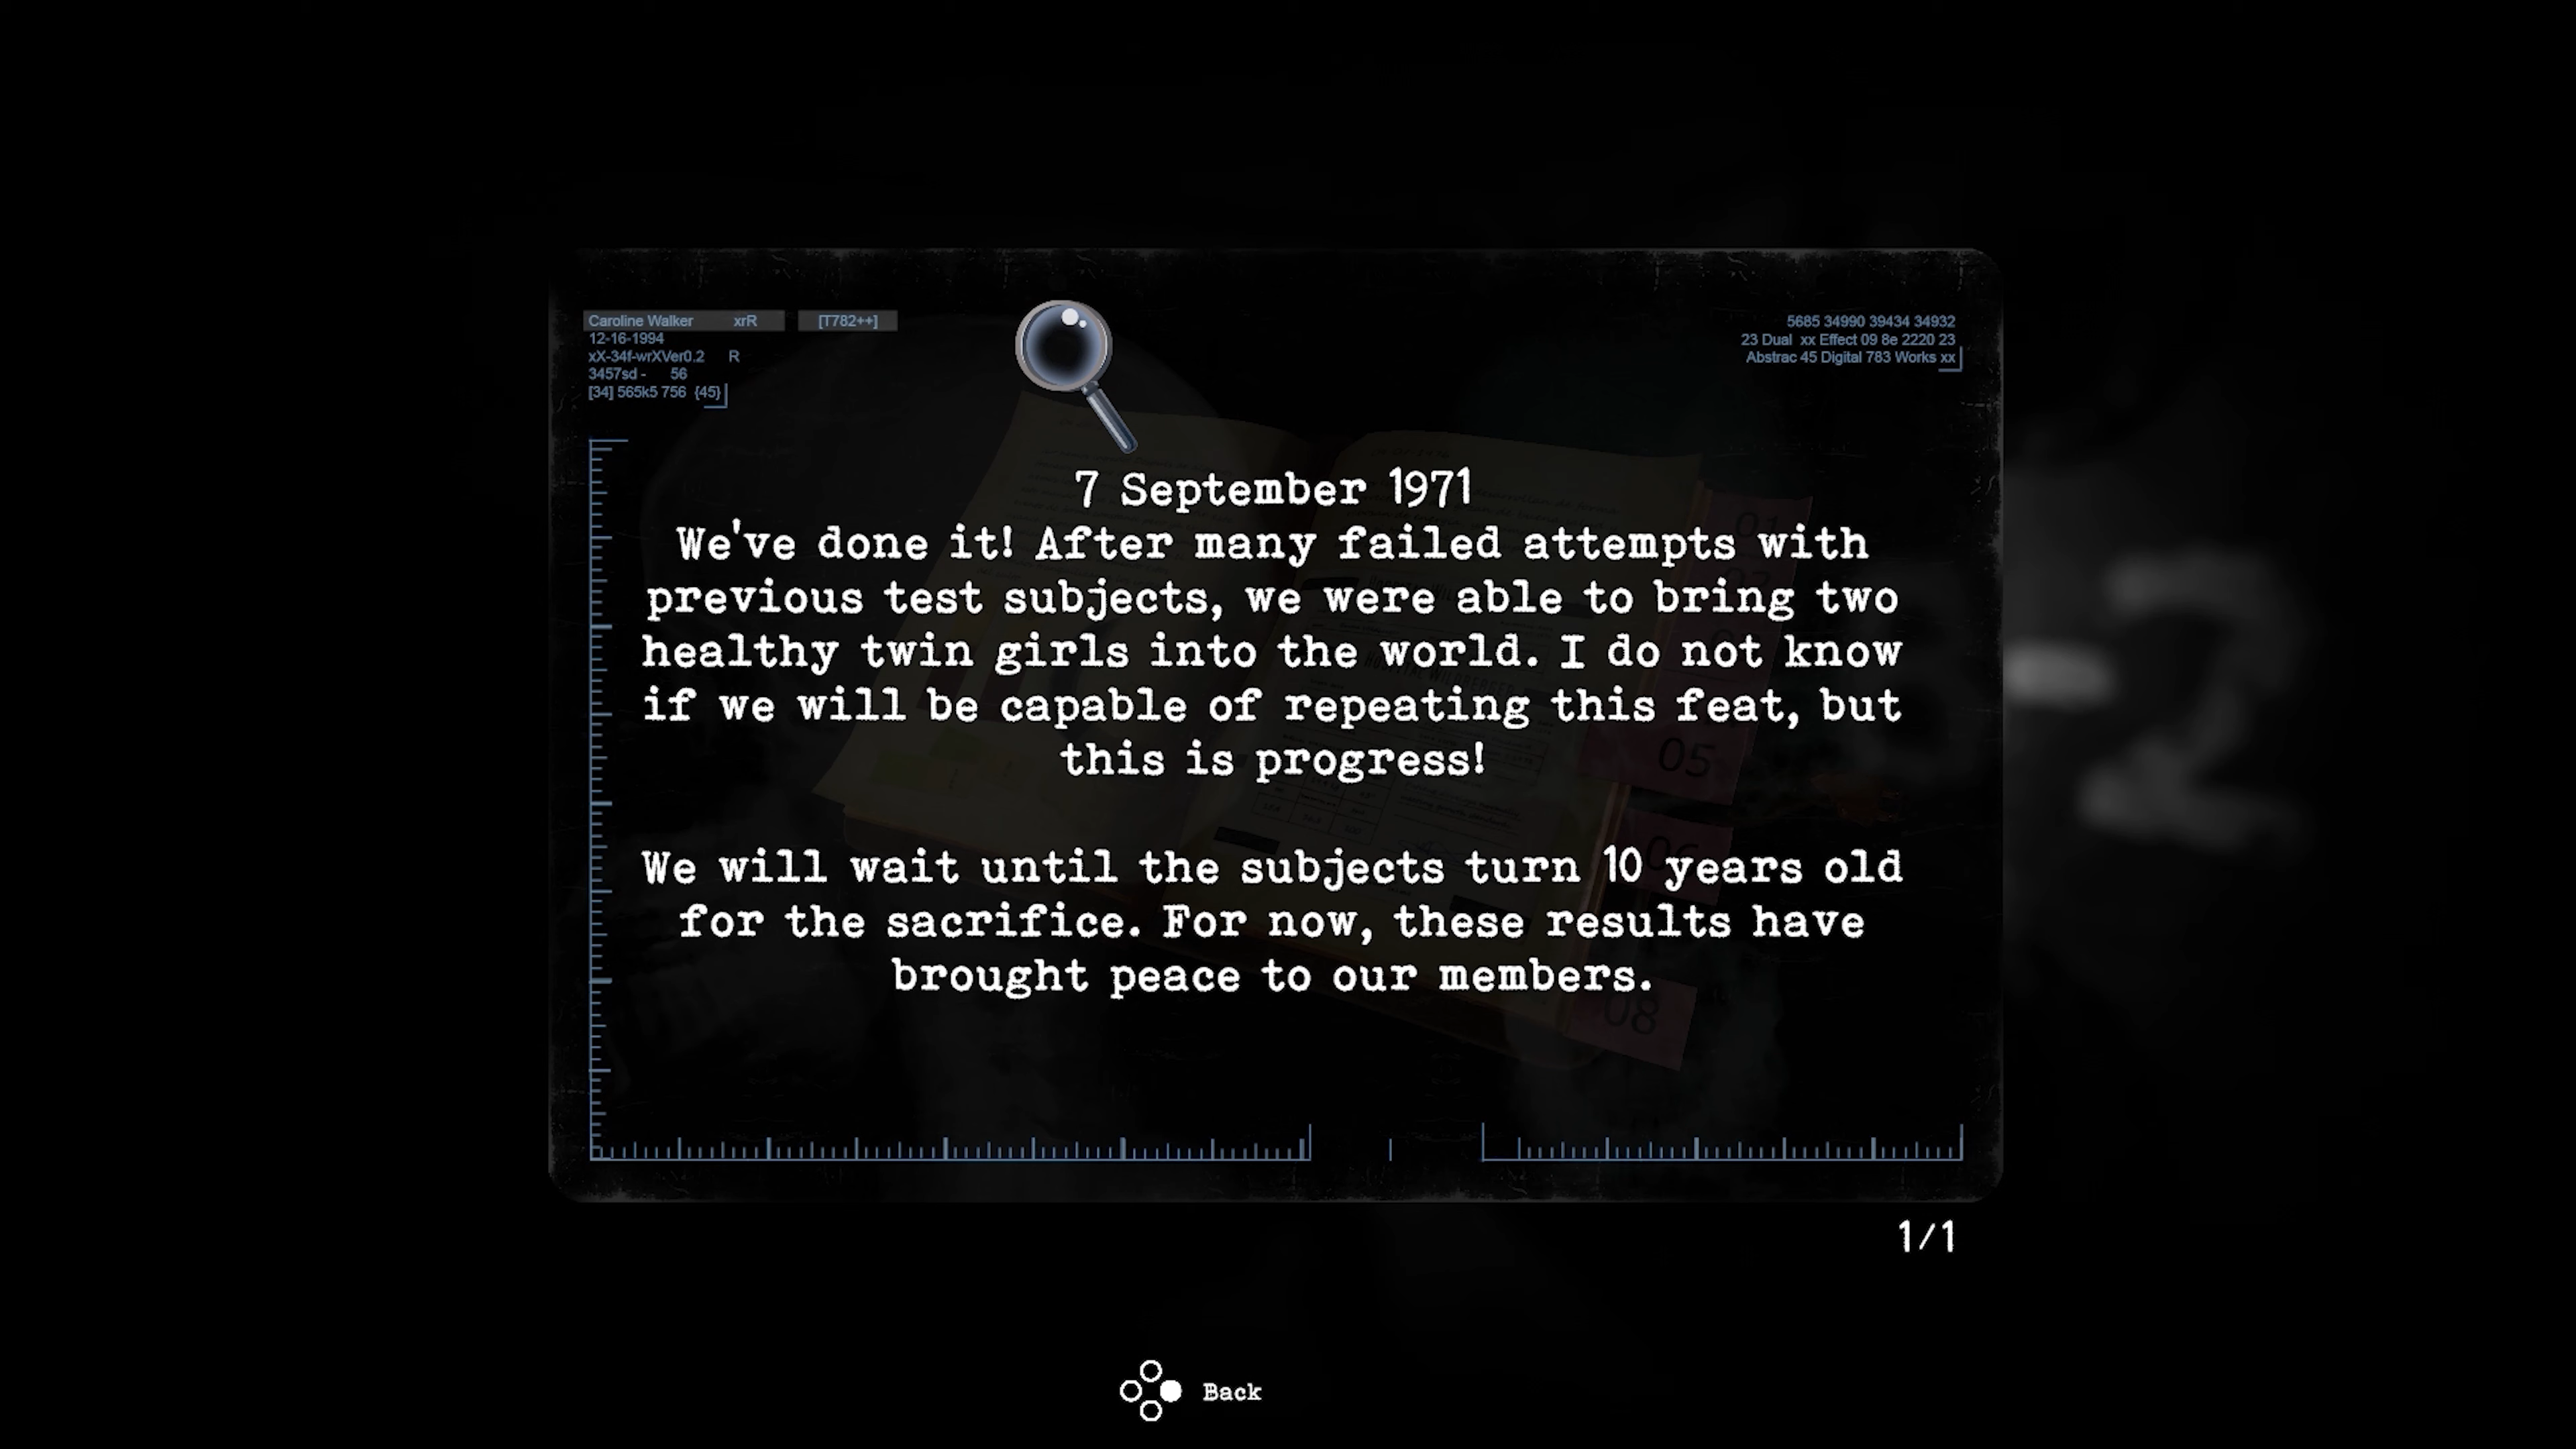 Caroline Walker xrR [T782++]
12-16-1994
xX-34f-wrXVer0.2 R
3457sd - 56
[34] 565k5 756 {45}
5685 34990 39434 34932
23 Dual xx Effect 09 8e 2220 23
Abstrac 45 Digital 783 Works xx
7 September 1971
We've done it! After many failed attempts with
previous test subjects, we were able to bring two
healthy twin girls into the world. I do not know
if we will be capable of repeating this feat, but
this is progress!
We will wait until the subjects turn 10 years old
for the sacrifice. For now, these results have
brought peace to our members.
05
06
08
-2
1/1
Back